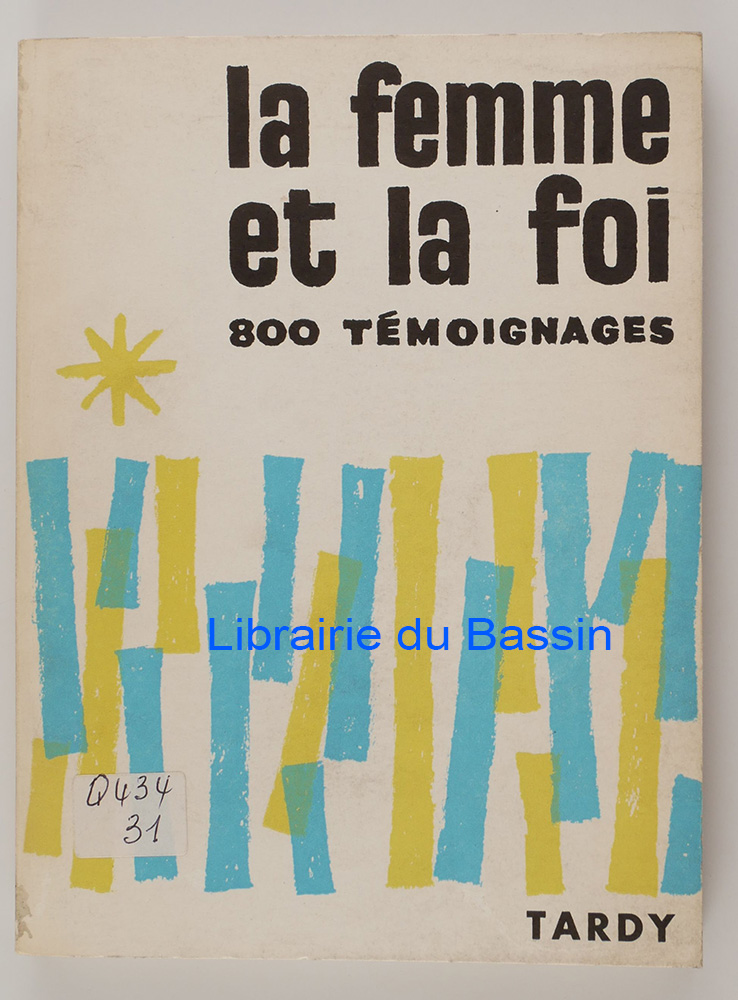 la femme
et la foi
800 TÉMOIGNAGES
Librairie du Bassin
Q434
31
TARDY